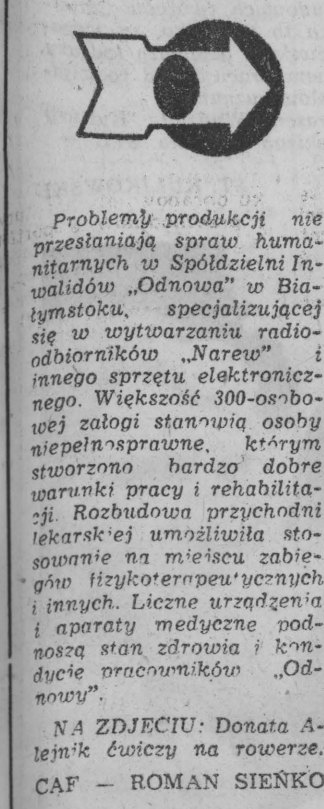 Problemy produkcji nie
przesłaniają spraw huma-
nitarnych w Spółdzielni In-
walidów „Odnowa” w Bia-
łymstoku, specjalizującej
się w wytwarzaniu radio-
odbiorników „Narew” i
innego sprzętu elektronicz-
nego. Większość 300-osobo-
wej załogi stanowią osoby
niepełnosprawne, którym
stworzono bardzo dobre
warunki pracy i rehabilita-
cji. Rozbudowa przychodni
lekarskiej umożliwiła sto-
sowanie na miejscu zabie-
gów fizykoterapeutycznych
i innych. Liczne urządzenia
i aparaty medyczne pod-
noszą stan zdrowia i kon-
dycję pracowników „Od-
nowy”.
NA ZDJĘCIU: Donata A-
lejnik ćwiczy na rowerze.
CAF — ROMAN SIEŃKO